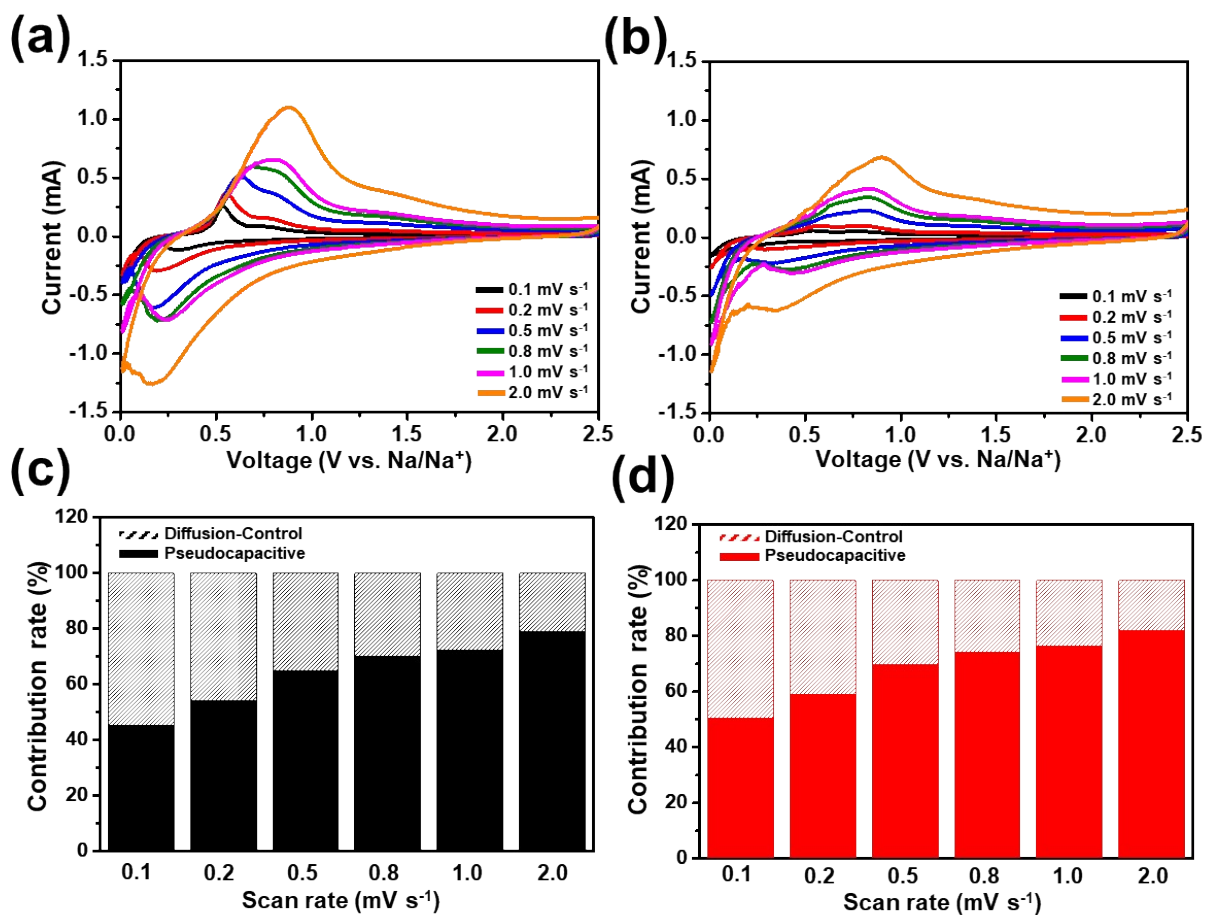 (a)
Current (mA)
1.5
1.0
0.5
0.0
-0.5
-1.0
-1.5
0.1 mV s⁻¹
0.2 mV s⁻¹
0.5 mV s⁻¹
0.8 mV s⁻¹
1.0 mV s⁻¹
2.0 mV s⁻¹
0.0 0.5 1.0 1.5 2.0 2.5
Voltage (V vs. Na/Na⁺)
(b)
Current (mA)
1.5
1.0
0.5
0.0
-0.5
-1.0
-1.5
0.1 mV s⁻¹
0.2 mV s⁻¹
0.5 mV s⁻¹
0.8 mV s⁻¹
1.0 mV s⁻¹
2.0 mV s⁻¹
0.0 0.5 1.0 1.5 2.0 2.5
Voltage (V vs. Na/Na⁺)
(c)
Contribution rate (%)
120
100
80
60
40
20
0
Diffusion-Control
Pseudocapacitive
0.1 0.2 0.5 0.8 1.0 2.0
Scan rate (mV s⁻¹)
(d)
Contribution rate (%)
120
100
80
60
40
20
0
Diffusion-Control
Pseudocapacitive
0.1 0.2 0.5 0.8 1.0 2.0
Scan rate (mV s⁻¹)